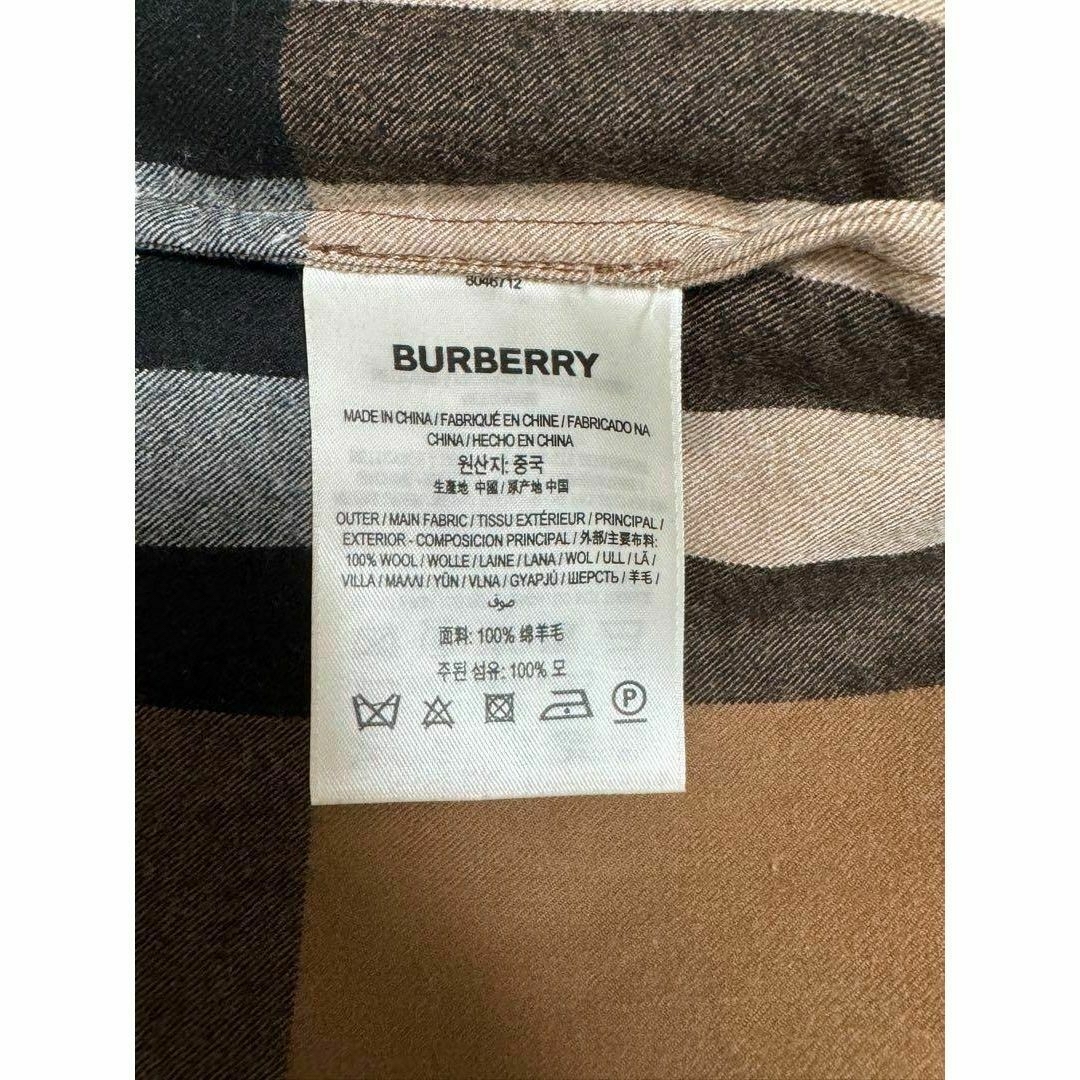 8046712
BURBERRY
MADE IN CHINA / FABRIQUÉ EN CHINE / FABRICADO NA
CHINA / HECHO EN CHINA
원산지: 중국
生產地 中國 / 原产地 中国
OUTER / MAIN FABRIC / TISSU EXTÉRIEUR / PRINCIPAL /
EXTERIOR - COMPOSICION PRINCIPAL / 外部/主要布料:
100% WOOL / WOLLE / LAINE / LANA / WOL / ULL / LÃ /
VILLA / ΜΑΛΛΙ / YÜN / VLNA / GYAPJÚ / ШЕРСТЬ / 羊毛 /
صوف
面料: 100% 绵羊毛
주된 섬유: 100% 모
P